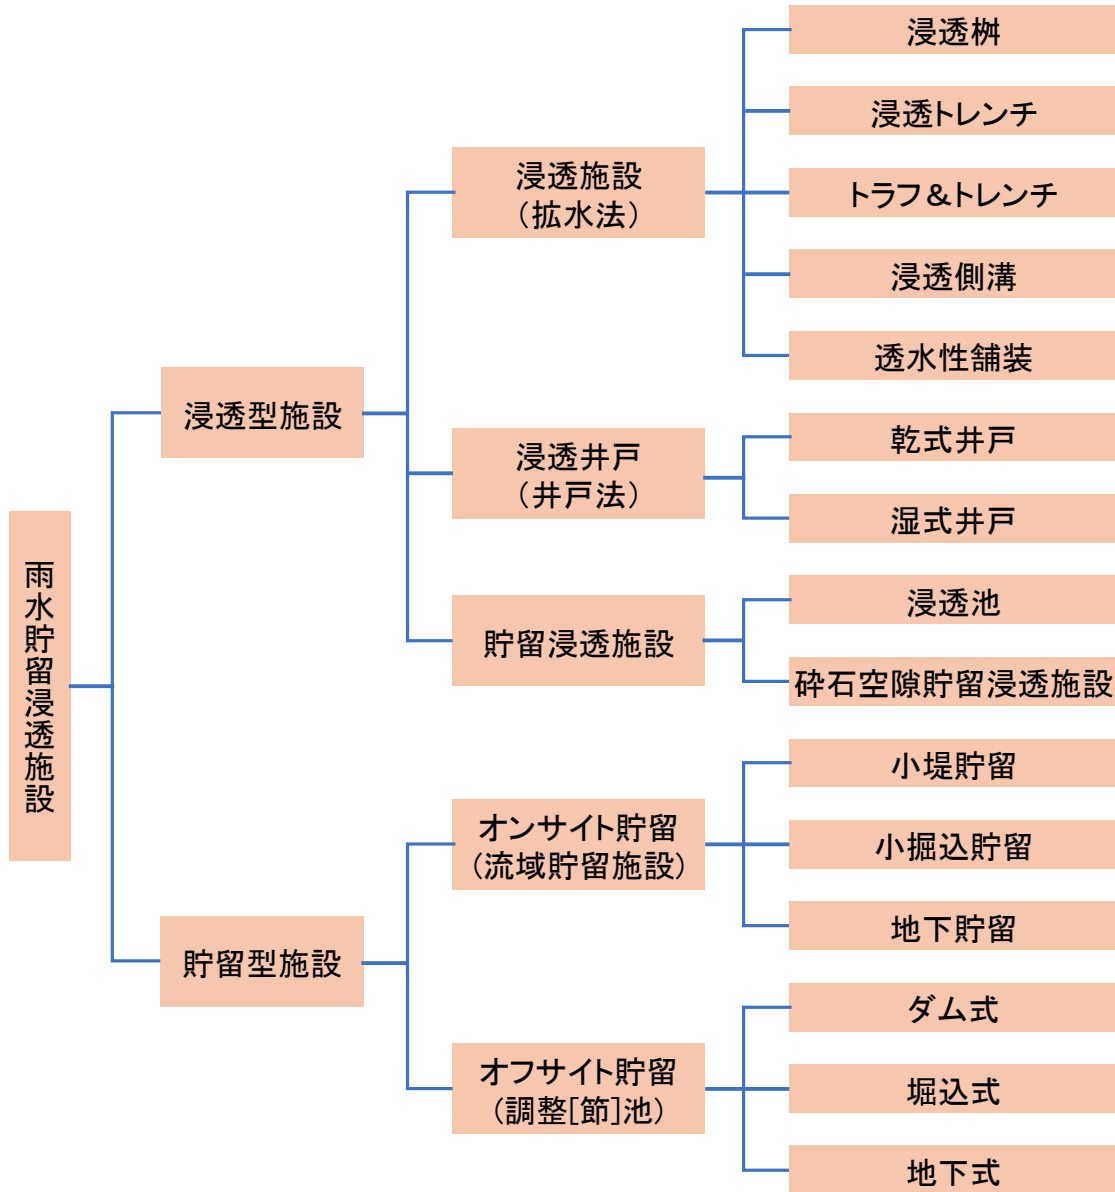 雨水貯留浸透施設
浸透型施設
浸透施設
（拡水法）
浸透桝
浸透トレンチ
トラフ＆トレンチ
浸透側溝
透水性舗装
浸透井戸
（井戸法）
乾式井戸
湿式井戸
貯留浸透施設
浸透池
砕石空隙貯留浸透施設
貯留型施設
オンサイト貯留
（流域貯留施設）
小堤貯留
小掘込貯留
地下貯留
オフサイト貯留
（調整[節]池）
ダム式
堀込式
地下式